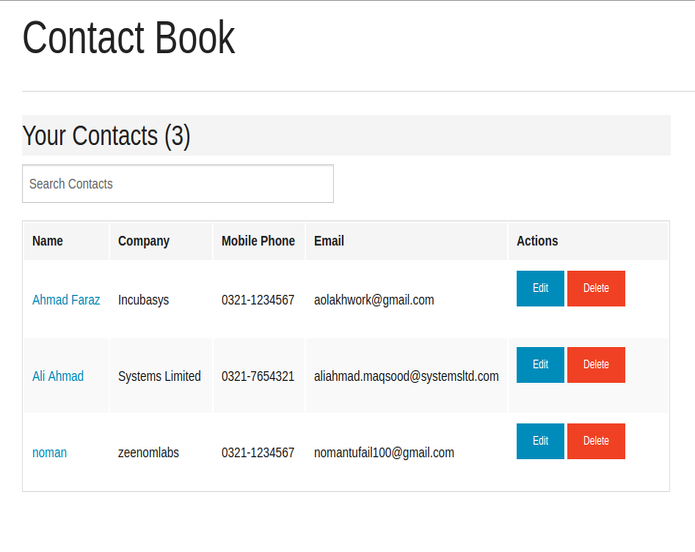 Contact Book
Your Contacts (3)
Search Contacts
Name Company Mobile Phone Email Actions
Ahmad Faraz Incubasys 0321-1234567 aolakhwork@gmail.com Edit Delete
Ali Ahmad Systems Limited 0321-7654321 aliahmad.maqsood@systemsltd.com Edit Delete
noman zeenomlabs 0321-1234567 nomantufail100@gmail.com Edit Delete